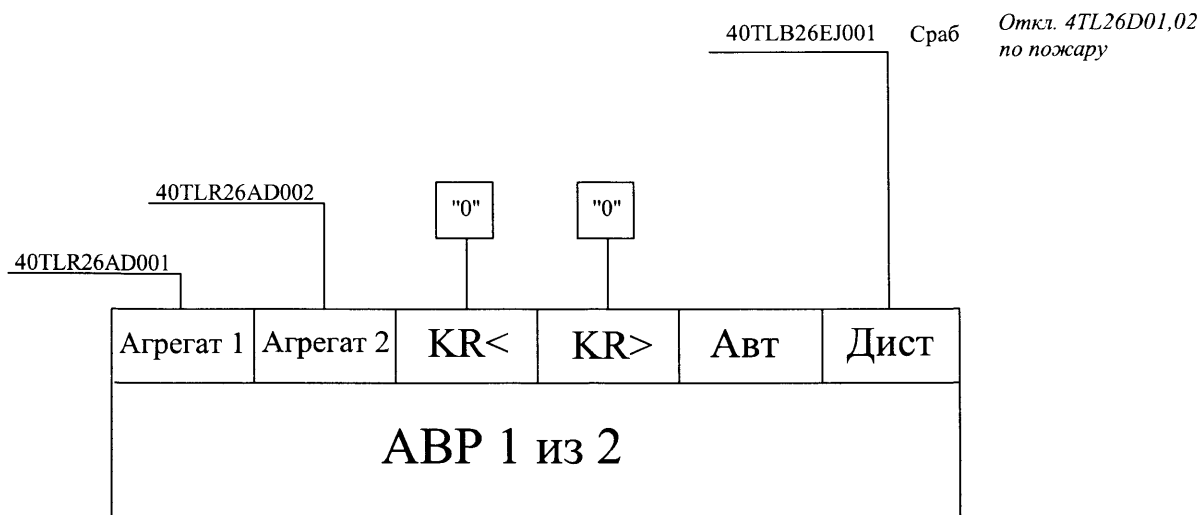 40TLB26EJ001 Сраб Откл. 4TL26D01,02
по пожару
40TLR26AD002 "0" "0"
40TLR26AD001
Агрегат 1 Агрегат 2 KR< KR> Авт Дист
АВР 1 из 2